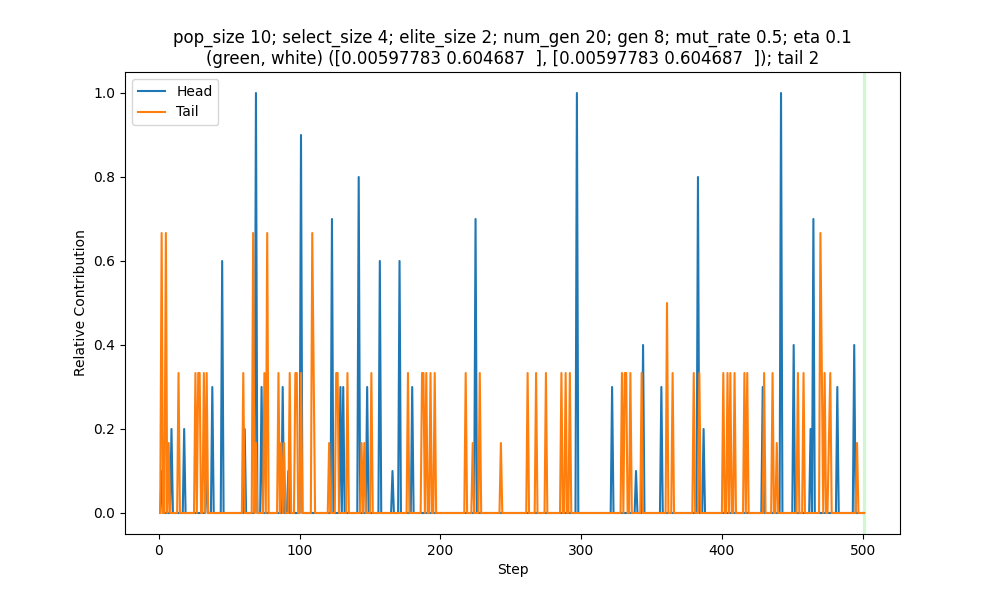 pop_size 10; select_size 4; elite_size 2; num_gen 20; gen 8; mut_rate 0.5; eta 0.1
(green, white) ([0.00597783 0.604687  ], [0.00597783 0.604687  ]); tail 2
Head
Tail
1.0
0.8
0.6
0.4
0.2
0.0
Relative Contribution
0 100 200 300 400 500
Step